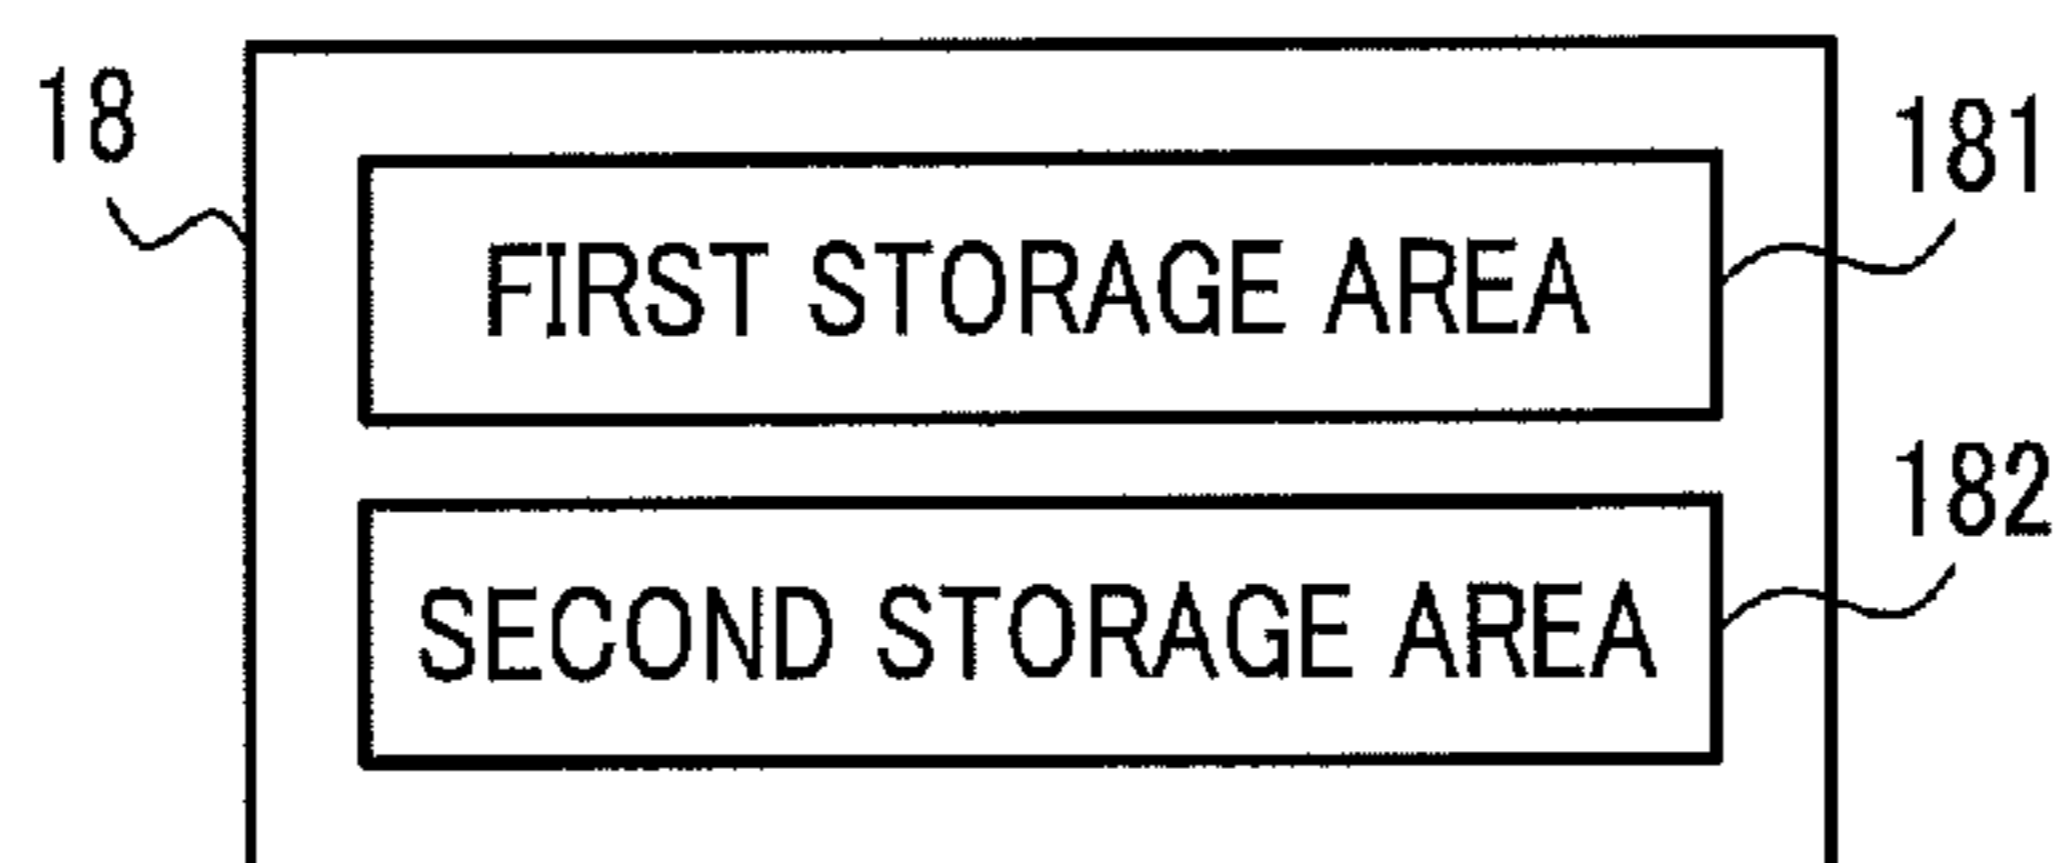 18
181
FIRST STORAGE AREA
182
SECOND STORAGE AREA